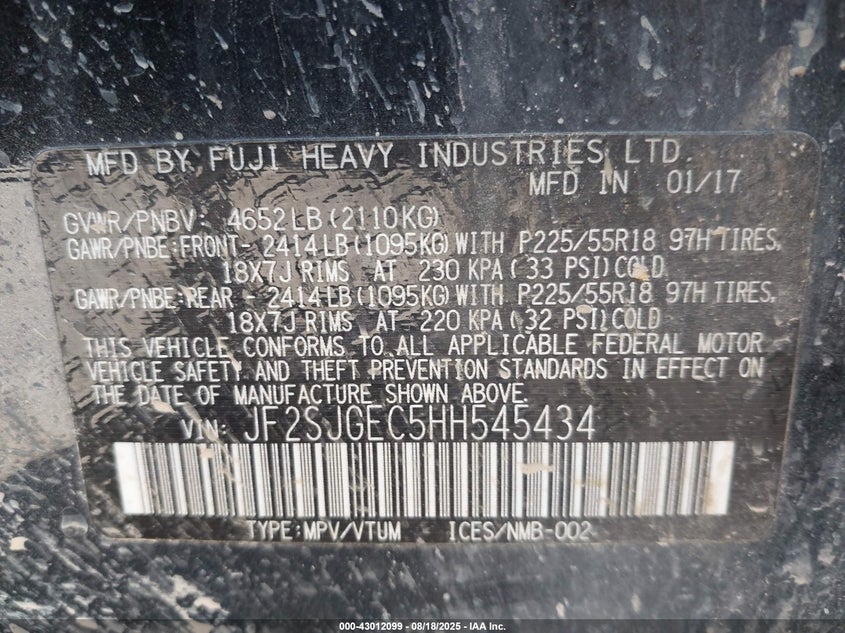 MFD BY FUJI HEAVY INDUSTRIES LTD.
MFD IN 01/17
GVWR/PNBV: 4652LB(2110KG)
GAWR/PNBE:FRONT- 2414LB(1095KG)WITH P225/55R18 97H TIRES,
18X7J RIMS AT 230 KPA(33 PSI)COLD
GAWR/PNBE:REAR - 2414LB(1095KG)WITH P225/55R18 97H TIRES,
18X7J RIMS AT 220 KPA(32 PSI)COLD
THIS VEHICLE CONFORMS TO ALL APPLICABLE FEDERAL MOTOR
VEHICLE SAFETY AND THEFT PREVENTION STANDARDS IN EFFECT ON
THE DATE OF MANUFACTURE SHOWN ABOVE.
VIN: JF2SJGEC5HH545434
TYPE:MPV/VTUM ICES/NMB-002
000-43012099 - 08/18/2025 - IAA Inc.